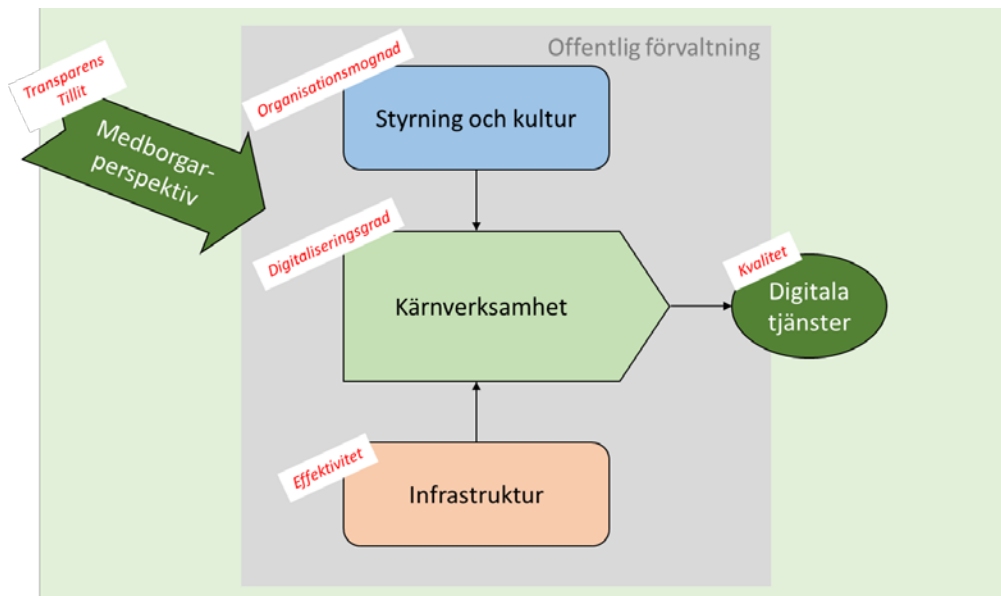 Offentlig förvaltning
Transparens
Tillit
Medborgar-
perspektiv
Organisationsmognad
Styrning och kultur
Digitaliseringsgrad
Kärnverksamhet
Kvalitet
Digitala
tjänster
Effektivitet
Infrastruktur